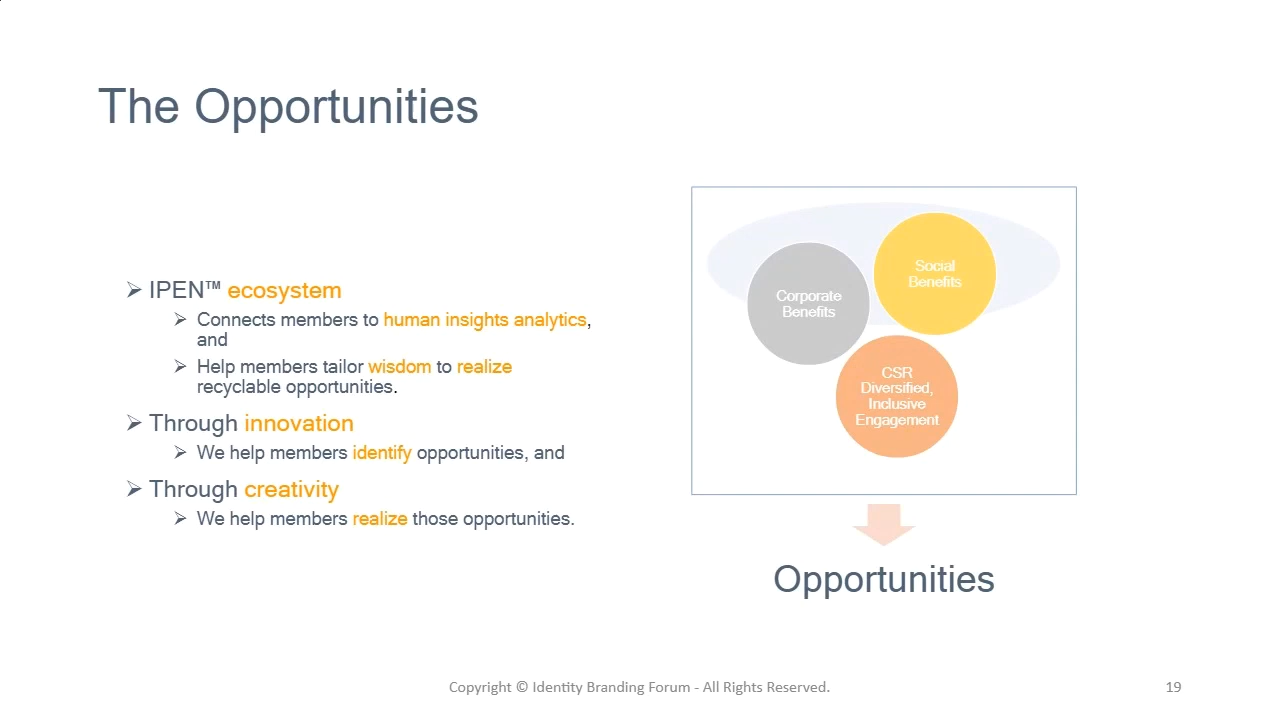 The Opportunities
➢ IPEN™ ecosystem
➢ Connects members to human insights analytics,
and
➢ Help members tailor wisdom to realize
recyclable opportunities.
➢ Through innovation
➢ We help members identify opportunities, and
➢ Through creativity
➢ We help members realize those opportunities.
Corporate
Benefits
Social
Benefits
CSR
Diversified,
Inclusive
Engagement
Opportunities
Copyright © Identity Branding Forum - All Rights Reserved.
19